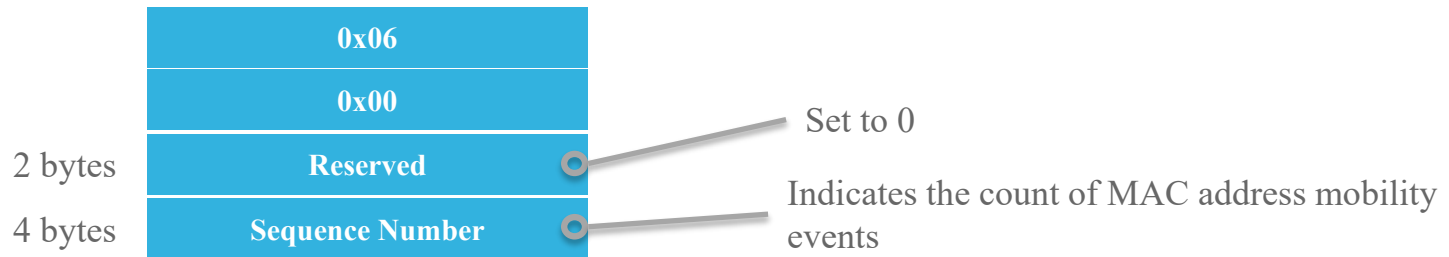 0x06
0x00
Set to 0
2 bytes
Reserved
Indicates the count of MAC address mobility
events
4 bytes
Sequence Number